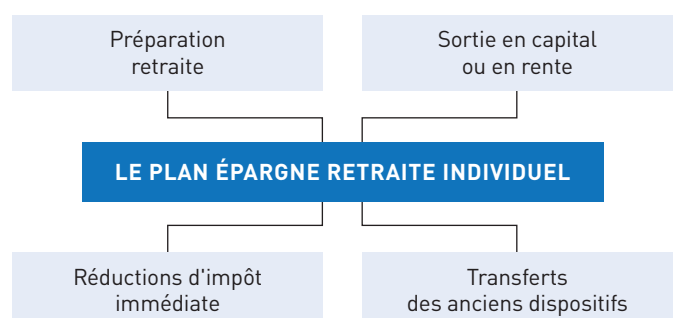 Préparation
retraite
Sortie en capital
ou en rente
LE PLAN ÉPARGNE RETRAITE INDIVIDUEL
Réductions d'impôt
immédiate
Transferts
des anciens dispositifs